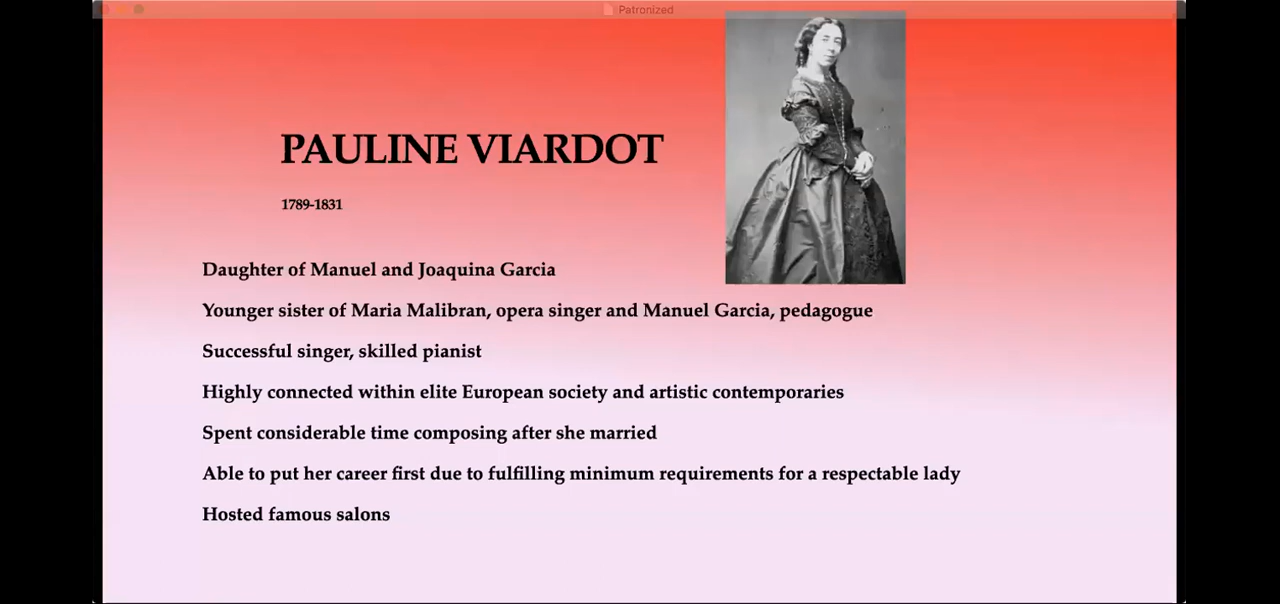 Patronized
PAULINE VIARDOT
1789-1831
Daughter of Manuel and Joaquina Garcia
Younger sister of Maria Malibran, opera singer and Manuel Garcia, pedagogue
Successful singer, skilled pianist
Highly connected within elite European society and artistic contemporaries
Spent considerable time composing after she married
Able to put her career first due to fulfilling minimum requirements for a respectable lady
Hosted famous salons